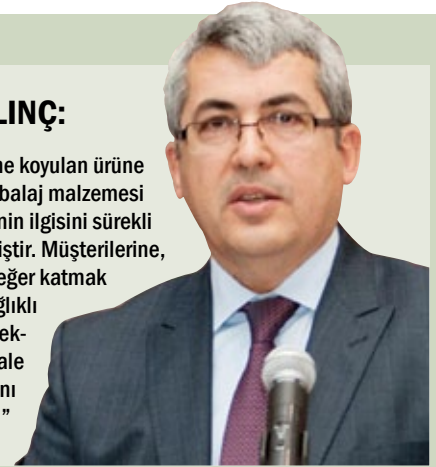 LINÇ:
ne koyulan ürüne
balaj malzemesi
nin ilgisini sürekli
iştir. Müşterilerine,
eğer katmak
ğlıklı
ek-
ale
nı
”